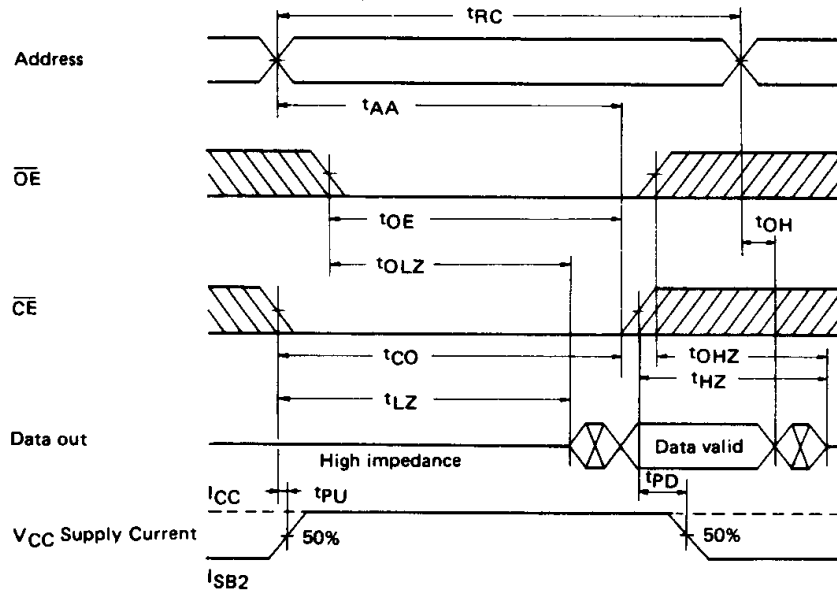 tRC
Address
tAA
OE
tOE
tOH
tOLZ
CE
tCO
tOHZ
tHZ
tLZ
Data out
Data valid
High impedance
ICC
tPU
tPD
VCC Supply Current
50%
50%
ISB2